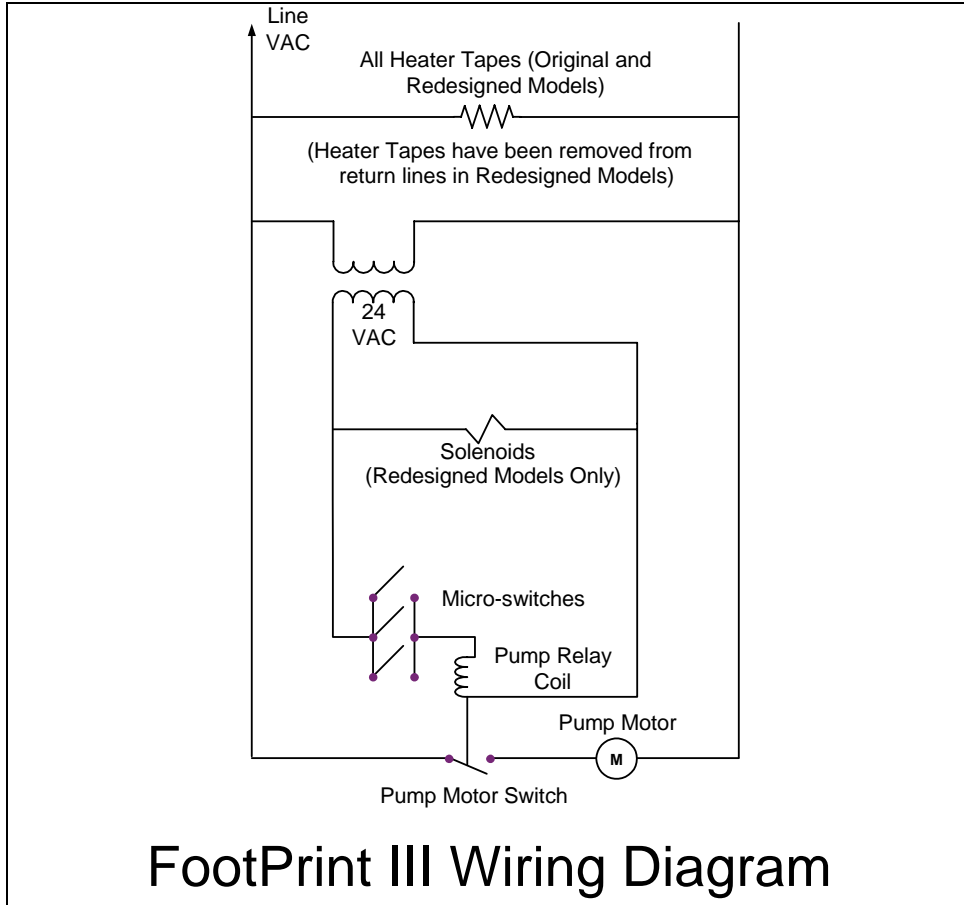 Line
VAC
All Heater Tapes (Original and
Redesigned Models)
(Heater Tapes have been removed from
return lines in Redesigned Models)
24
VAC
Solenoids
(Redesigned Models Only)
Micro-switches
Pump Relay
Coil
Pump Motor
M
Pump Motor Switch
FootPrint III Wiring Diagram